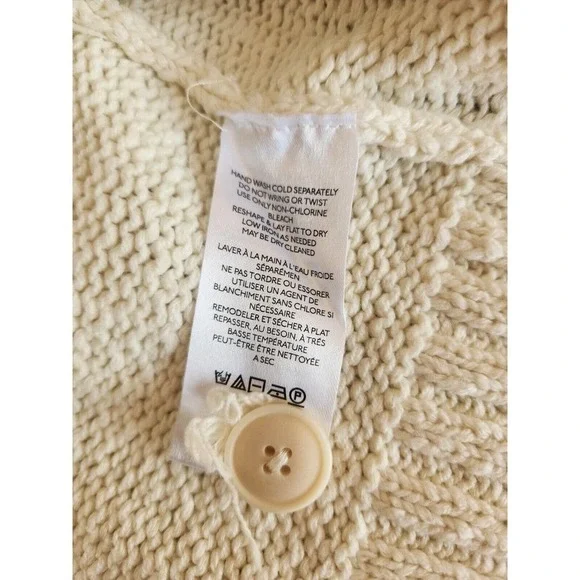 HAND WASH COLD SEPARATELY
DO NOT WRING OR TWIST
USE ONLY NON-CHLORINE
BLEACH
RESHAPE & LAY FLAT TO DRY
LOW IRON AS NEEDED
MAY BE DRY CLEANED
LAVER À LA MAIN À L'EAU FROIDE
SÉPARÉMEN
NE PAS TORDRE OU ESSORER
UTILISER UN AGENT DE
BLANCHIMENT SANS CHLORE SI
NÉCESSAIRE
REMODELER ET SÈCHER À PLAT
REPASSER, AU BESOIN, À TRÉS
BASSE TEMPÉRATURE
PEUT-ÊTRE ÊTRE NETTOYÉE
A SEC
P